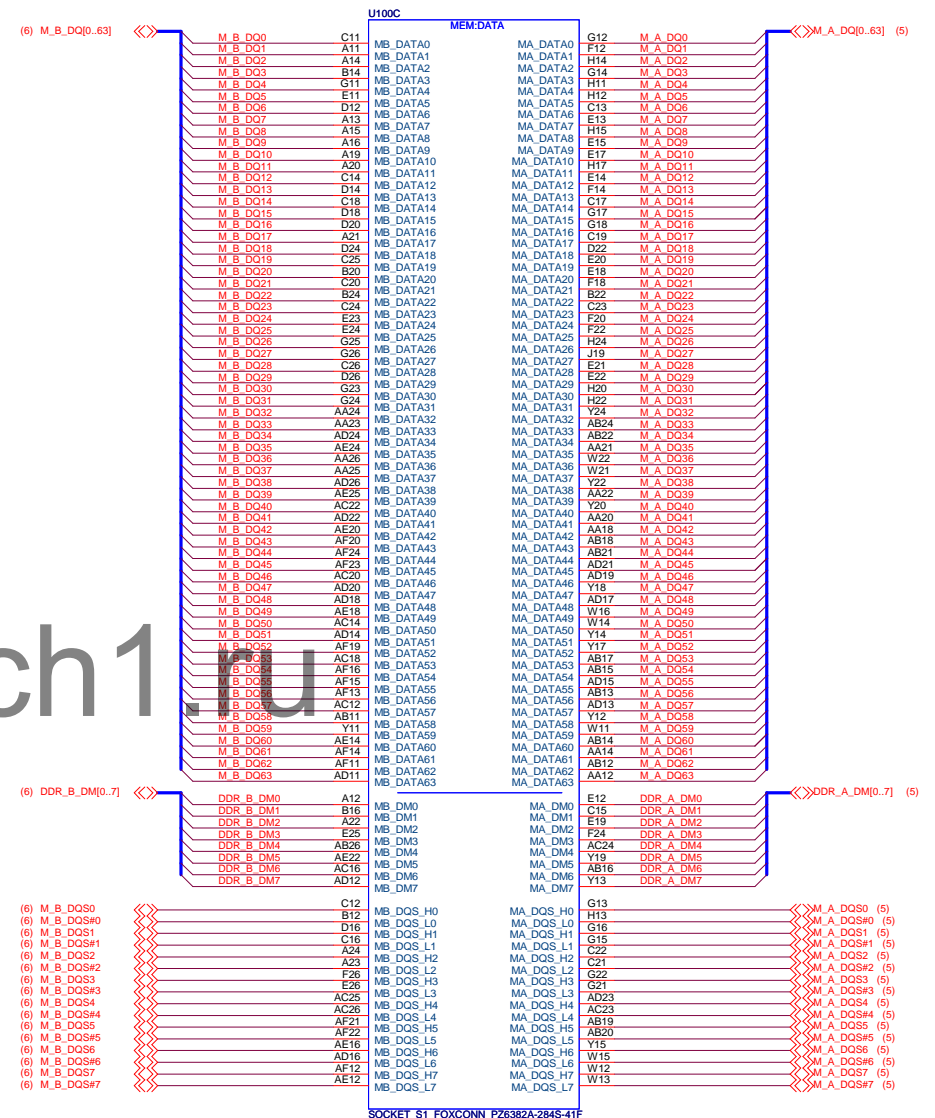 U100C
MEM:DATA
(6) M_B_DQ[0..63] M_A_DQ[0..63] (5)
M_B_DQ0 C11 MB_DATA0 MA_DATA0 G12 M_A_DQ0
M_B_DQ1 A11 MB_DATA1 MA_DATA1 F12 M_A_DQ1
M_B_DQ2 A14 MB_DATA2 MA_DATA2 H14 M_A_DQ2
M_B_DQ3 B14 MB_DATA3 MA_DATA3 G14 M_A_DQ3
M_B_DQ4 G11 MB_DATA4 MA_DATA4 H11 M_A_DQ4
M_B_DQ5 E11 MB_DATA5 MA_DATA5 H12 M_A_DQ5
M_B_DQ6 D12 MB_DATA6 MA_DATA6 C13 M_A_DQ6
M_B_DQ7 A13 MB_DATA7 MA_DATA7 E13 M_A_DQ7
M_B_DQ8 A15 MB_DATA8 MA_DATA8 H15 M_A_DQ8
M_B_DQ9 A16 MB_DATA9 MA_DATA9 E15 M_A_DQ9
M_B_DQ10 A19 MB_DATA10 MA_DATA10 E17 M_A_DQ10
M_B_DQ11 A20 MB_DATA11 MA_DATA11 H17 M_A_DQ11
M_B_DQ12 C14 MB_DATA12 MA_DATA12 E14 M_A_DQ12
M_B_DQ13 D14 MB_DATA13 MA_DATA13 F14 M_A_DQ13
M_B_DQ14 C18 MB_DATA14 MA_DATA14 C17 M_A_DQ14
M_B_DQ15 D18 MB_DATA15 MA_DATA15 G17 M_A_DQ15
M_B_DQ16 D20 MB_DATA16 MA_DATA16 G18 M_A_DQ16
M_B_DQ17 A21 MB_DATA17 MA_DATA17 C19 M_A_DQ17
M_B_DQ18 D24 MB_DATA18 MA_DATA18 D22 M_A_DQ18
M_B_DQ19 C25 MB_DATA19 MA_DATA19 E20 M_A_DQ19
M_B_DQ20 B20 MB_DATA20 MA_DATA20 E18 M_A_DQ20
M_B_DQ21 C20 MB_DATA21 MA_DATA21 F18 M_A_DQ21
M_B_DQ22 B24 MB_DATA22 MA_DATA22 B22 M_A_DQ22
M_B_DQ23 C24 MB_DATA23 MA_DATA23 C23 M_A_DQ23
M_B_DQ24 E23 MB_DATA24 MA_DATA24 F20 M_A_DQ24
M_B_DQ25 E24 MB_DATA25 MA_DATA25 F22 M_A_DQ25
M_B_DQ26 G25 MB_DATA26 MA_DATA26 H24 M_A_DQ26
M_B_DQ27 G26 MB_DATA27 MA_DATA27 J19 M_A_DQ27
M_B_DQ28 C26 MB_DATA28 MA_DATA28 E21 M_A_DQ28
M_B_DQ29 D26 MB_DATA29 MA_DATA29 E22 M_A_DQ29
M_B_DQ30 G23 MB_DATA30 MA_DATA30 H20 M_A_DQ30
M_B_DQ31 G24 MB_DATA31 MA_DATA31 H22 M_A_DQ31
M_B_DQ32 AA24 MB_DATA32 MA_DATA32 Y24 M_A_DQ32
M_B_DQ33 AA23 MB_DATA33 MA_DATA33 AB24 M_A_DQ33
M_B_DQ34 AD24 MB_DATA34 MA_DATA34 AB22 M_A_DQ34
M_B_DQ35 AE24 MB_DATA35 MA_DATA35 AA21 M_A_DQ35
M_B_DQ36 AA26 MB_DATA36 MA_DATA36 W22 M_A_DQ36
M_B_DQ37 AA25 MB_DATA37 MA_DATA37 W21 M_A_DQ37
M_B_DQ38 AD26 MB_DATA38 MA_DATA38 Y22 M_A_DQ38
M_B_DQ39 AE25 MB_DATA39 MA_DATA39 AA22 M_A_DQ39
M_B_DQ40 AC22 MB_DATA40 MA_DATA40 Y20 M_A_DQ40
M_B_DQ41 AD22 MB_DATA41 MA_DATA41 AA20 M_A_DQ41
M_B_DQ42 AE20 MB_DATA42 MA_DATA42 AA18 M_A_DQ42
M_B_DQ43 AF20 MB_DATA43 MA_DATA43 AB18 M_A_DQ43
M_B_DQ44 AF24 MB_DATA44 MA_DATA44 AB21 M_A_DQ44
M_B_DQ45 AF23 MB_DATA45 MA_DATA45 AD21 M_A_DQ45
M_B_DQ46 AC20 MB_DATA46 MA_DATA46 AD19 M_A_DQ46
M_B_DQ47 AD20 MB_DATA47 MA_DATA47 Y18 M_A_DQ47
M_B_DQ48 AD18 MB_DATA48 MA_DATA48 AD17 M_A_DQ48
M_B_DQ49 AE18 MB_DATA49 MA_DATA49 W16 M_A_DQ49
M_B_DQ50 AC14 MB_DATA50 MA_DATA50 W14 M_A_DQ50
M_B_DQ51 AD14 MB_DATA51 MA_DATA51 Y14 M_A_DQ51
M_B_DQ52 AF19 MB_DATA52 MA_DATA52 Y17 M_A_DQ52
M_B_DQ53 AC18 MB_DATA53 MA_DATA53 AB17 M_A_DQ53
M_B_DQ54 AF16 MB_DATA54 MA_DATA54 AB15 M_A_DQ54
M_B_DQ55 AF15 MB_DATA55 MA_DATA55 AD15 M_A_DQ55
M_B_DQ56 AF13 MB_DATA56 MA_DATA56 AB13 M_A_DQ56
M_B_DQ57 AC12 MB_DATA57 MA_DATA57 AD13 M_A_DQ57
M_B_DQ58 AB11 MB_DATA58 MA_DATA58 Y12 M_A_DQ58
M_B_DQ59 Y11 MB_DATA59 MA_DATA59 W11 M_A_DQ59
M_B_DQ60 AE14 MB_DATA60 MA_DATA60 AB14 M_A_DQ60
M_B_DQ61 AF14 MB_DATA61 MA_DATA61 AA14 M_A_DQ61
M_B_DQ62 AF11 MB_DATA62 MA_DATA62 AB12 M_A_DQ62
M_B_DQ63 AD11 MB_DATA63 MA_DATA63 AA12 M_A_DQ63
ch1.ru
(6) DDR_B_DM[0..7] DDR_A_DM[0..7] (5)
DDR_B_DM0 A12 MB_DM0 MA_DM0 E12 DDR_A_DM0
DDR_B_DM1 B16 MB_DM1 MA_DM1 C15 DDR_A_DM1
DDR_B_DM2 A22 MB_DM2 MA_DM2 E19 DDR_A_DM2
DDR_B_DM3 E25 MB_DM3 MA_DM3 F24 DDR_A_DM3
DDR_B_DM4 AB26 MB_DM4 MA_DM4 AC24 DDR_A_DM4
DDR_B_DM5 AE22 MB_DM5 MA_DM5 Y19 DDR_A_DM5
DDR_B_DM6 AC16 MB_DM6 MA_DM6 AB16 DDR_A_DM6
DDR_B_DM7 AD12 MB_DM7 MA_DM7 Y13 DDR_A_DM7
(6) M_B_DQS0 C12 MB_DQS_H0 MA_DQS_H0 G13 M_A_DQS0 (5)
(6) M_B_DQS#0 B12 MB_DQS_L0 MA_DQS_L0 H13 M_A_DQS#0 (5)
(6) M_B_DQS1 D16 MB_DQS_H1 MA_DQS_H1 G16 M_A_DQS1 (5)
(6) M_B_DQS#1 C16 MB_DQS_L1 MA_DQS_L1 G15 M_A_DQS#1 (5)
(6) M_B_DQS2 A24 MB_DQS_H2 MA_DQS_H2 C22 M_A_DQS2 (5)
(6) M_B_DQS#2 A23 MB_DQS_L2 MA_DQS_L2 C21 M_A_DQS#2 (5)
(6) M_B_DQS3 F26 MB_DQS_H3 MA_DQS_H3 G22 M_A_DQS3 (5)
(6) M_B_DQS#3 E26 MB_DQS_L3 MA_DQS_L3 G21 M_A_DQS#3 (5)
(6) M_B_DQS4 AC25 MB_DQS_H4 MA_DQS_H4 AD23 M_A_DQS4 (5)
(6) M_B_DQS#4 AC26 MB_DQS_L4 MA_DQS_L4 AC23 M_A_DQS#4 (5)
(6) M_B_DQS5 AF21 MB_DQS_H5 MA_DQS_H5 AB19 M_A_DQS5 (5)
(6) M_B_DQS#5 AF22 MB_DQS_L5 MA_DQS_L5 AB20 M_A_DQS#5 (5)
(6) M_B_DQS6 AE16 MB_DQS_H6 MA_DQS_H6 Y15 M_A_DQS6 (5)
(6) M_B_DQS#6 AD16 MB_DQS_L6 MA_DQS_L6 W15 M_A_DQS#6 (5)
(6) M_B_DQS7 AF12 MB_DQS_H7 MA_DQS_H7 W12 M_A_DQS7 (5)
(6) M_B_DQS#7 AE12 MB_DQS_L7 MA_DQS_L7 W13 M_A_DQS#7 (5)
SOCKET_S1_FOXCONN_PZ6382A-284S-41F